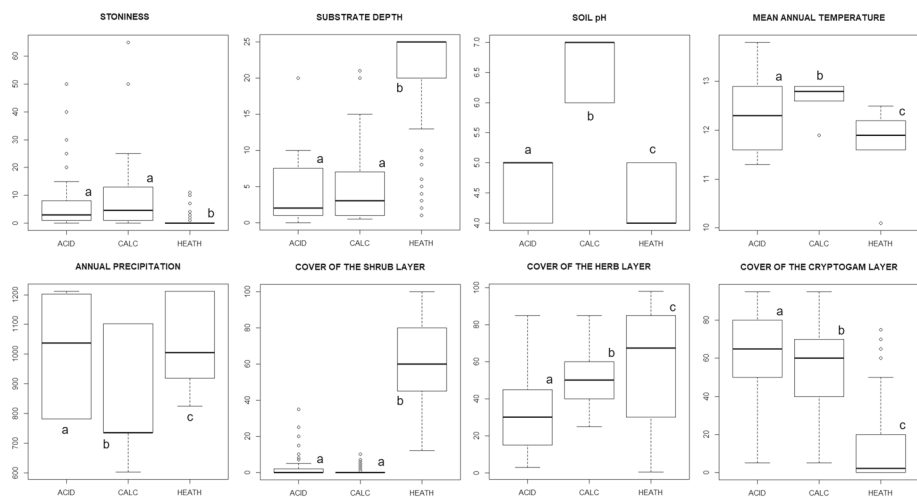 STONINESS
SUBSTRATE DEPTH
SOIL pH
MEAN ANNUAL TEMPERATURE
0 10 20 30 40 50 60
a
a
b
ACID CALC HEATH
0 5 10 15 20 25
a
a
b
ACID CALC HEATH
4.0 4.5 5.0 5.5 6.0 6.5 7.0
a
b
c
ACID CALC HEATH
10 11 12 13
a
b
c
ACID CALC HEATH
ANNUAL PRECIPITATION
COVER OF THE SHRUB LAYER
COVER OF THE HERB LAYER
COVER OF THE CRYPTOGAM LAYER
600 700 800 900 1000 1100 1200
a
b
c
ACID CALC HEATH
0 20 40 60 80 100
a
a
b
ACID CALC HEATH
0 20 40 60 80 100
a
b
c
ACID CALC HEATH
0 20 40 60 80 100
a
b
c
ACID CALC HEATH